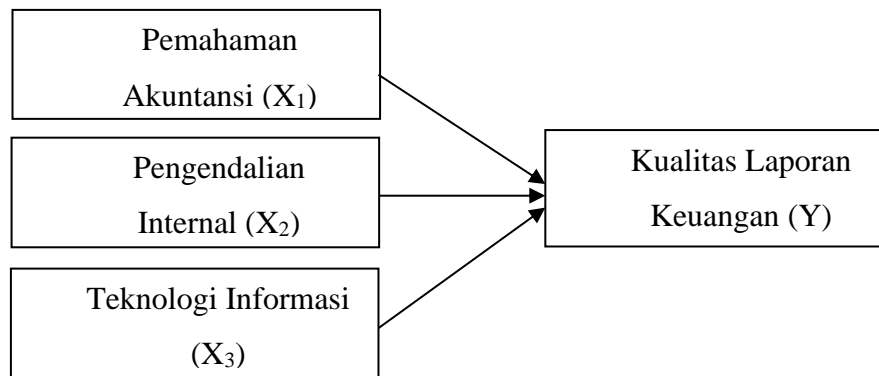 Pemahaman
Akuntansi (X₁)
Pengendalian
Internal (X₂)
Teknologi Informasi
(X₃)
Kualitas Laporan
Keuangan (Y)